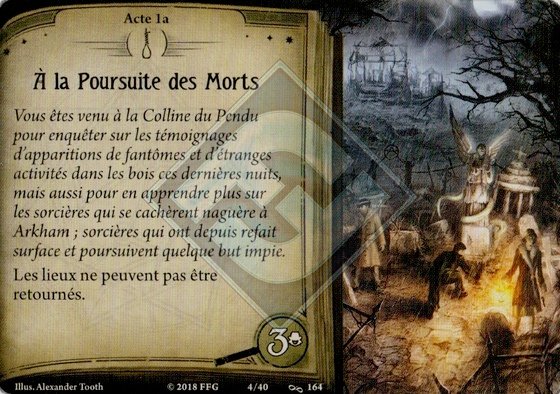 Acte 1a
À la Poursuite des Morts
Vous êtes venu à la Colline du Pendu
pour enquêter sur les témoignages
d'apparitions de fantômes et d'étranges
activités dans les bois ces dernières nuits,
mais aussi pour en apprendre plus sur
les sorcières qui se cachèrent naguère à
Arkham ; sorcières qui ont depuis refait
surface et poursuivent quelque but impie.
Les lieux ne peuvent pas être
retournés.
3
Illus. Alexander Tooth © 2018 FFG 4/40 164